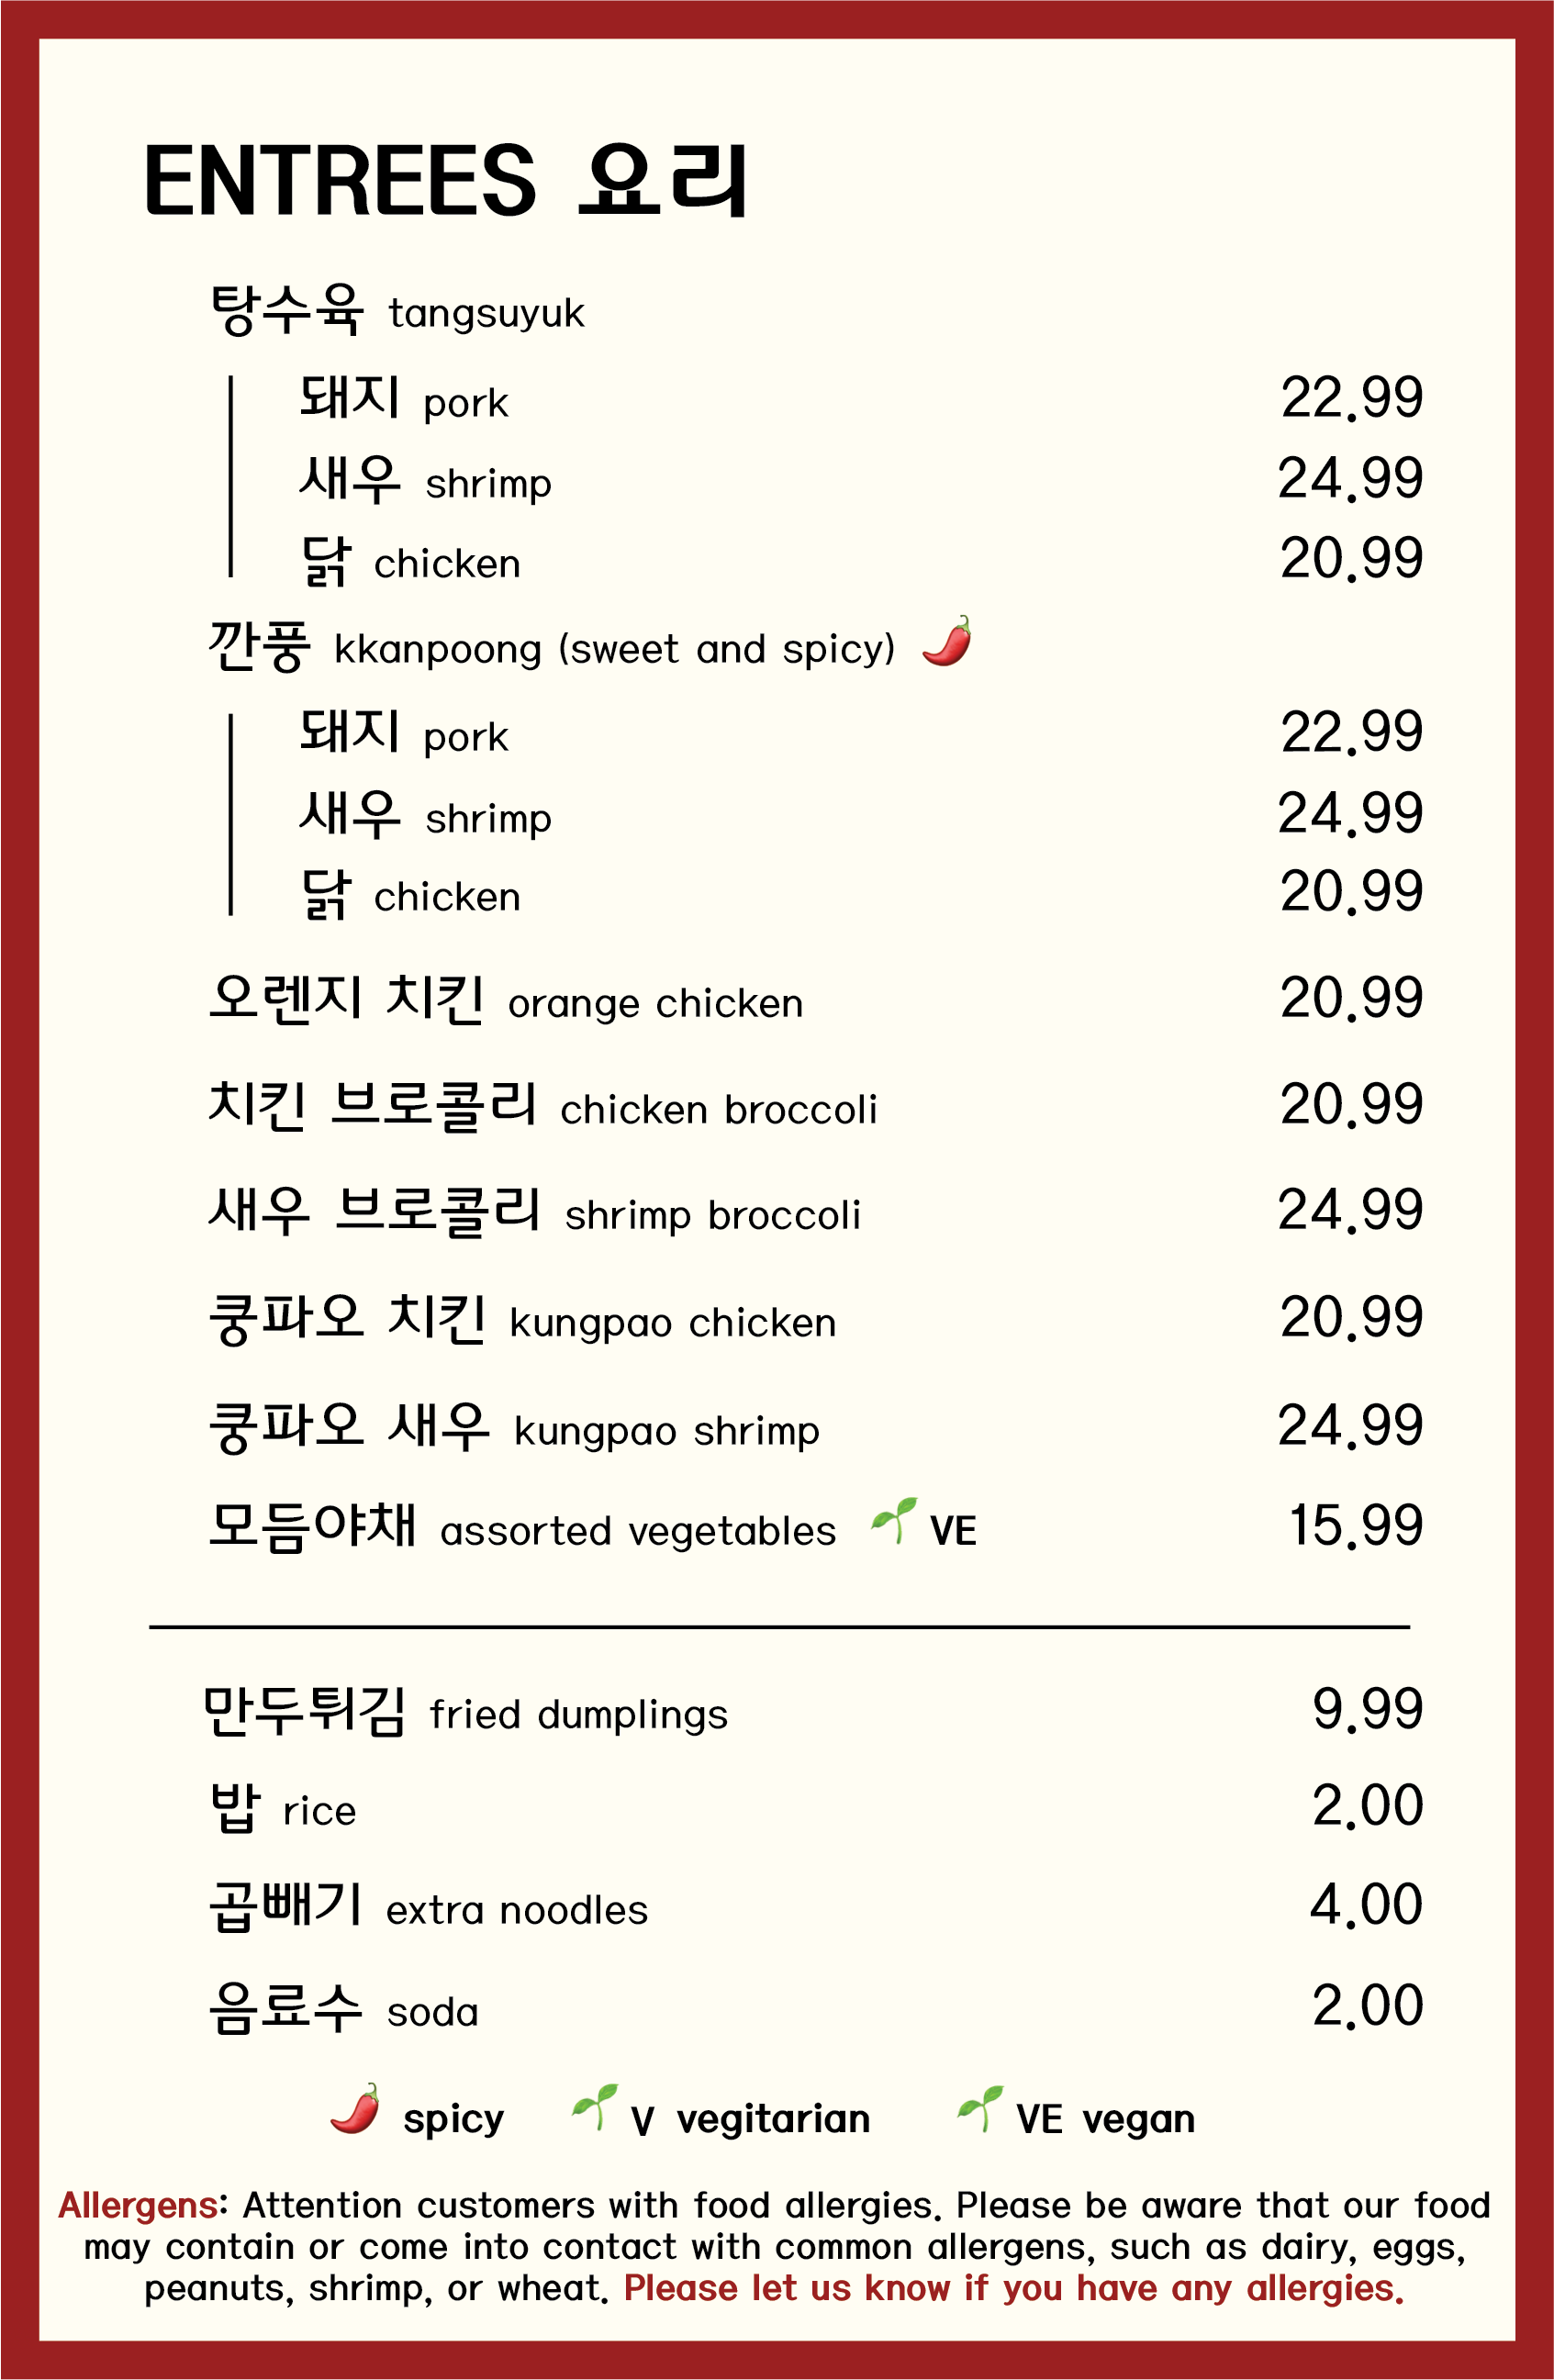 ENTREES 요리
탕수육 tangsuyuk
돼지 pork 22.99
새우 shrimp 24.99
닭 chicken 20.99
깐풍 kkanpoong (sweet and spicy)
돼지 pork 22.99
새우 shrimp 24.99
닭 chicken 20.99
오렌지 치킨 orange chicken 20.99
치킨 브로콜리 chicken broccoli 20.99
새우 브로콜리 shrimp broccoli 24.99
쿵파오 치킨 kungpao chicken 20.99
쿵파오 새우 kungpao shrimp 24.99
모듬야채 assorted vegetables VE 15.99
만두튀김 fried dumplings 9.99
밥 rice 2.00
곱빼기 extra noodles 4.00
음료수 soda 2.00
spicy V vegitarian VE vegan
Allergens: Attention customers with food allergies. Please be aware that our food
may contain or come into contact with common allergens, such as dairy, eggs,
peanuts, shrimp, or wheat. Please let us know if you have any allergies.